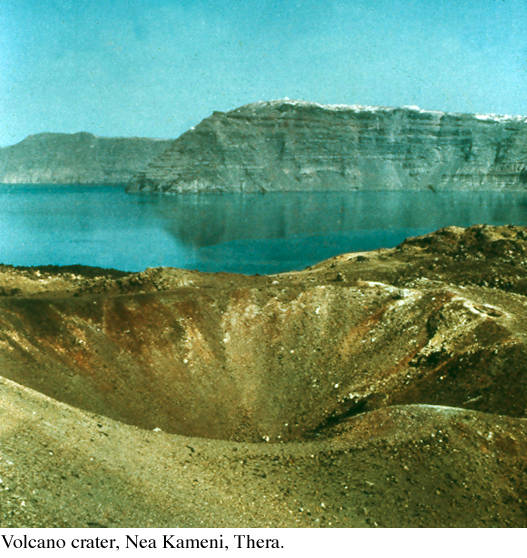 Volcano crater, Nea Kameni, Thera.